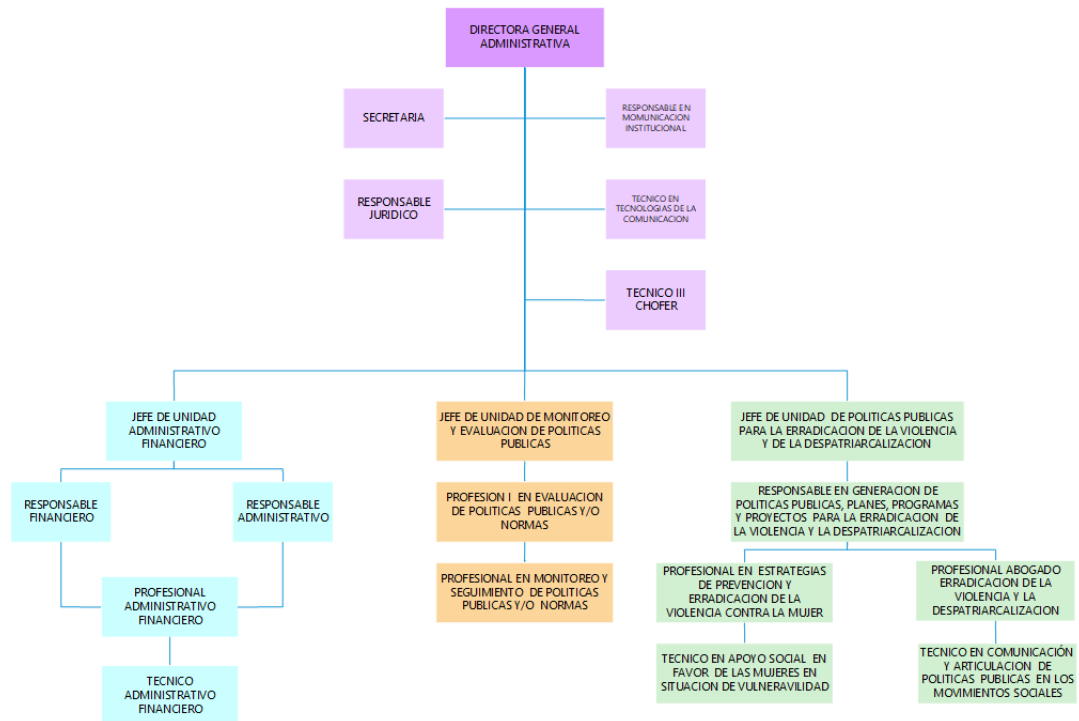 DIRECTORA GENERAL
ADMINISTRATIVA
SECRETARIA
RESPONSABLE EN
MOMUNICACION
INSTITUCIONAL
RESPONSABLE
JURIDICO
TECNICO EN
TECNOLOGIAS DE LA
COMUNICACION
TECNICO III
CHOFER
JEFE DE UNIDAD
ADMINISTRATIVO
FINANCIERO
JEFE DE UNIDAD DE MONITOREO
Y EVALUACION DE POLITICAS
PUBLICAS
JEFE DE UNIDAD DE POLITICAS PUBLICAS
PARA LA ERRADICACION DE LA VIOLENCIA
Y DE LA DESPATRIARCALIZACION
RESPONSABLE
FINANCIERO
RESPONSABLE
ADMINISTRATIVO
PROFESION I EN EVALUACION
DE POLITICAS PUBLICAS Y/O
NORMAS
RESPONSABLE EN GENERACION DE
POLITICAS PUBLICAS, PLANES, PROGRAMAS
Y PROYECTOS PARA LA ERRADICACION DE
LA VIOLENCIA Y LA DESPATRIARCALIZACION
PROFESIONAL
ADMINISTRATIVO
FINANCIERO
PROFESIONAL EN MONITOREO Y
SEGUIMIENTO DE POLITICAS
PUBLICAS Y/O NORMAS
PROFESIONAL EN ESTRATEGIAS
DE PREVENCION Y
ERRADICACION DE LA
VIOLENCIA CONTRA LA MUJER
PROFESIONAL ABOGADO
ERRADICACION DE LA
VIOLENCIA Y LA
DESPATRIARCALIZACION
TECNICO
ADMINISTRATIVO
FINANCIERO
TECNICO EN APOYO SOCIAL EN
FAVOR DE LAS MUJERES EN
SITUACION DE VULNERAVILIDAD
TECNICO EN COMUNICACIÓN
Y ARTICULACION DE
POLITICAS PUBLICAS EN LOS
MOVIMIENTOS SOCIALES